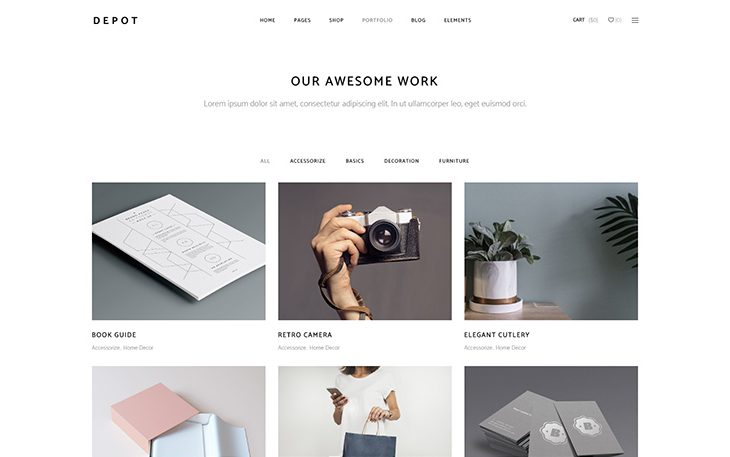 DEPOT
HOME PAGES SHOP PORTFOLIO BLOG ELEMENTS
CART ($0) (0)
OUR AWESOME WORK
Lorem ipsum dolor sit amet, consectetur adipiscing elit. In ut ullamcorper leo, eget euismod orci.
ALL ACCESSORIZE BASICS DECORATION FURNITURE
BOOK GUIDE
Accessorize, Home Decor
RETRO CAMERA
Accessorize, Home Decor
ELEGANT CUTLERY
Accessorize, Home Decor
B
B